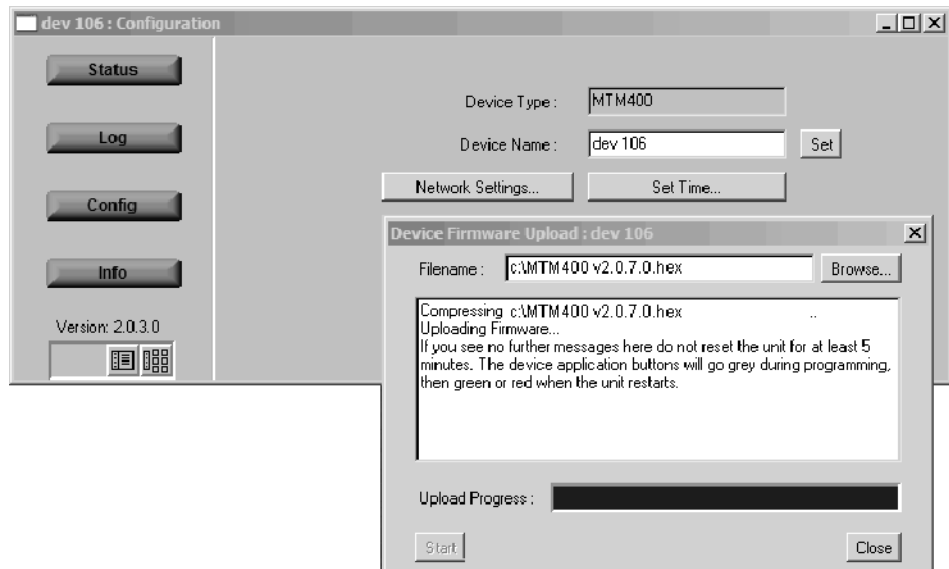 dev 106 : Configuration
Status
Log
Config
Info
Version: 2.0.3.0
Device Type :
MTM400
Device Name :
dev 106
Set
Network Settings...
Set Time...
Device Firmware Upload : dev 106
Filename :
c:\MTM400 v2.0.7.0.hex
Browse...
Compressing c:\MTM400 v2.0.7.0.hex ..
Uploading Firmware...
If you see no further messages here do not reset the unit for at least 5
minutes. The device application buttons will go grey during programming,
then green or red when the unit restarts.
Upload Progress :
Start
Close